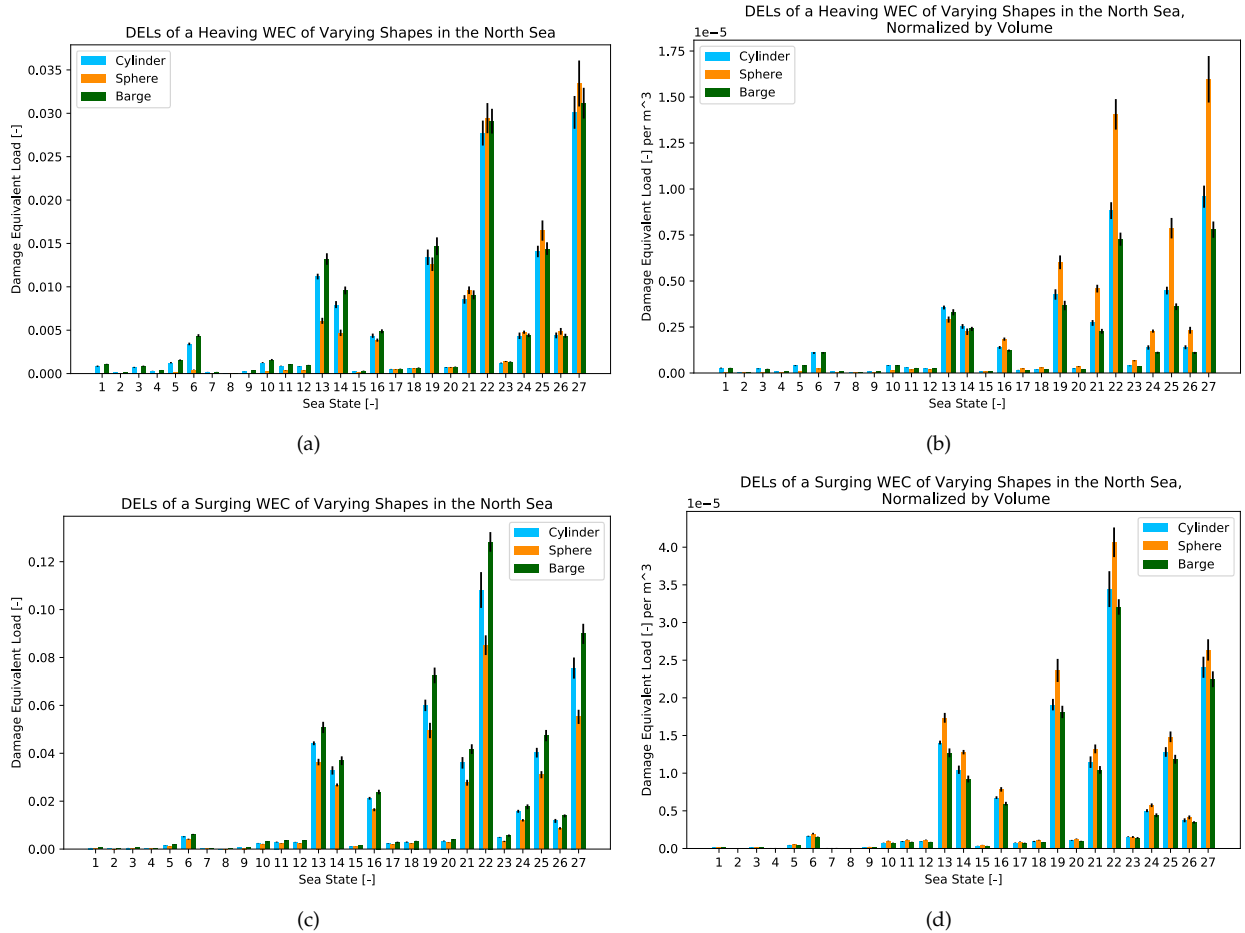 DELs of a Heaving WEC of Varying Shapes in the North Sea
Cylinder
Sphere
Barge
0.035
0.030
0.025
0.020
0.015
0.010
0.005
0.000
Damage Equivalent Load [-]
1 2 3 4 5 6 7 8 9 10 11 12 13 14 15 16 17 18 19 20 21 22 23 24 25 26 27
Sea State [-]
(a)
DELs of a Heaving WEC of Varying Shapes in the North Sea,
Normalized by Volume
1e−5
Cylinder
Sphere
Barge
1.75
1.50
1.25
1.00
0.75
0.50
0.25
0.00
Damage Equivalent Load [-] per m^3
1 2 3 4 5 6 7 8 9 10 11 12 13 14 15 16 17 18 19 20 21 22 23 24 25 26 27
Sea State [-]
(b)
DELs of a Surging WEC of Varying Shapes in the North Sea
Cylinder
Sphere
Barge
0.12
0.10
0.08
0.06
0.04
0.02
0.00
Damage Equivalent Load [-]
1 2 3 4 5 6 7 8 9 10 11 12 13 14 15 16 17 18 19 20 21 22 23 24 25 26 27
Sea State [-]
(c)
DELs of a Surging WEC of Varying Shapes in the North Sea,
Normalized by Volume
1e−5
Cylinder
Sphere
Barge
4.0
3.5
3.0
2.5
2.0
1.5
1.0
0.5
0.0
Damage Equivalent Load [-] per m^3
1 2 3 4 5 6 7 8 9 10 11 12 13 14 15 16 17 18 19 20 21 22 23 24 25 26 27
Sea State [-]
(d)